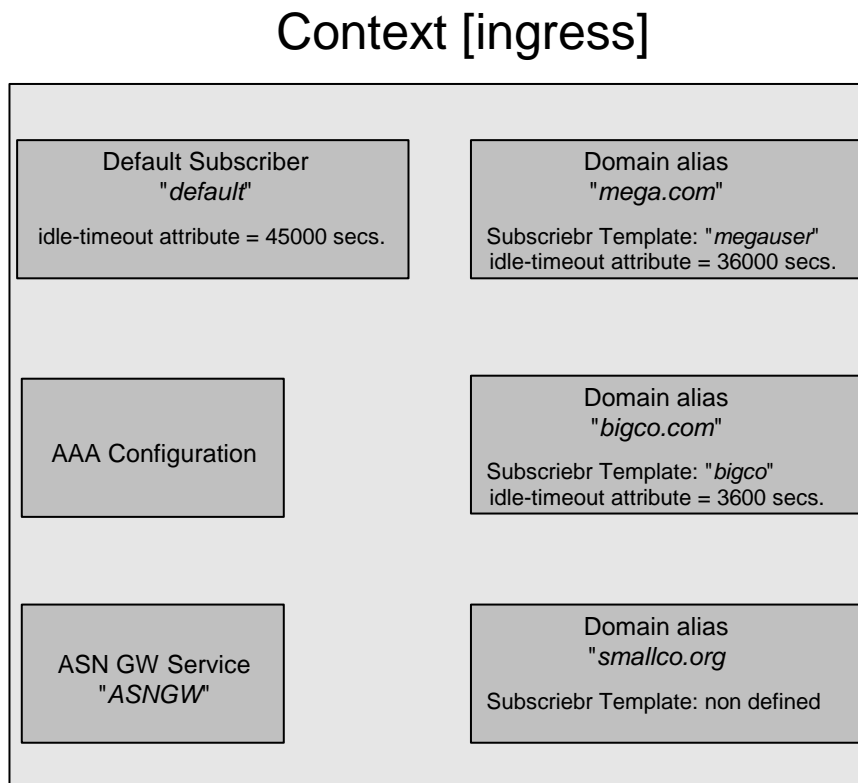 Context [ingress]
Default Subscriber
"default"
idle-timeout attribute = 45000 secs.
Domain alias
"mega.com"
Subscriebr Template: "megauser"
idle-timeout attribute = 36000 secs.
AAA Configuration
Domain alias
"bigco.com"
Subscriebr Template: "bigco"
idle-timeout attribute = 3600 secs.
ASN GW Service
"ASNGW"
Domain alias
"smallco.org
Subscriebr Template: non defined